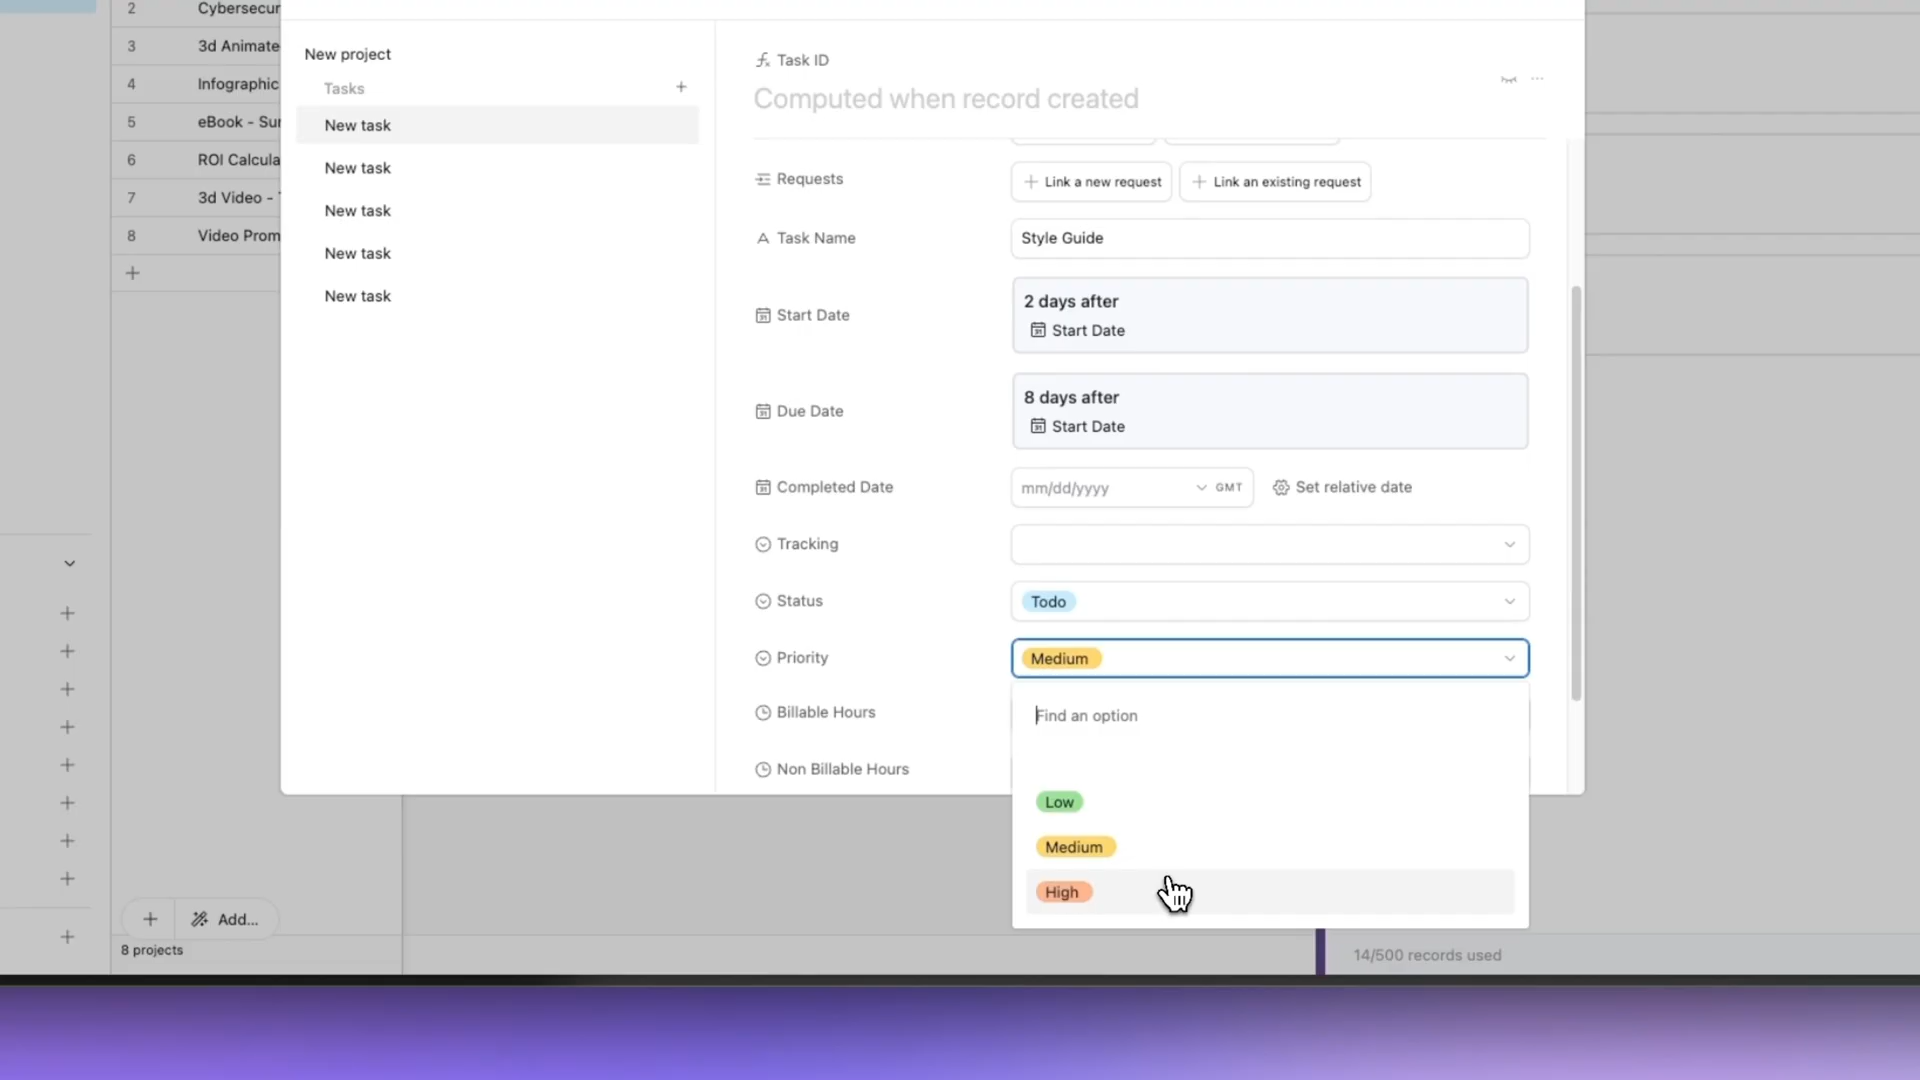 2 Cybersecur
3 3d Animate
4 Infographic
5 eBook - Sur
6 ROI Calcula
7 3d Video -
8 Video Prom
Add...
8 projects
New project
Tasks
New task
New task
New task
New task
New task
Task ID
Computed when record created
Requests
Link a new request
Link an existing request
Task Name
Style Guide
Start Date
2 days after
Start Date
Due Date
8 days after
Start Date
Completed Date
mm/dd/yyyy
GMT
Set relative date
Tracking
Status
Todo
Priority
Medium
Find an option
Low
Medium
High
Billable Hours
Non Billable Hours
14/500 records used